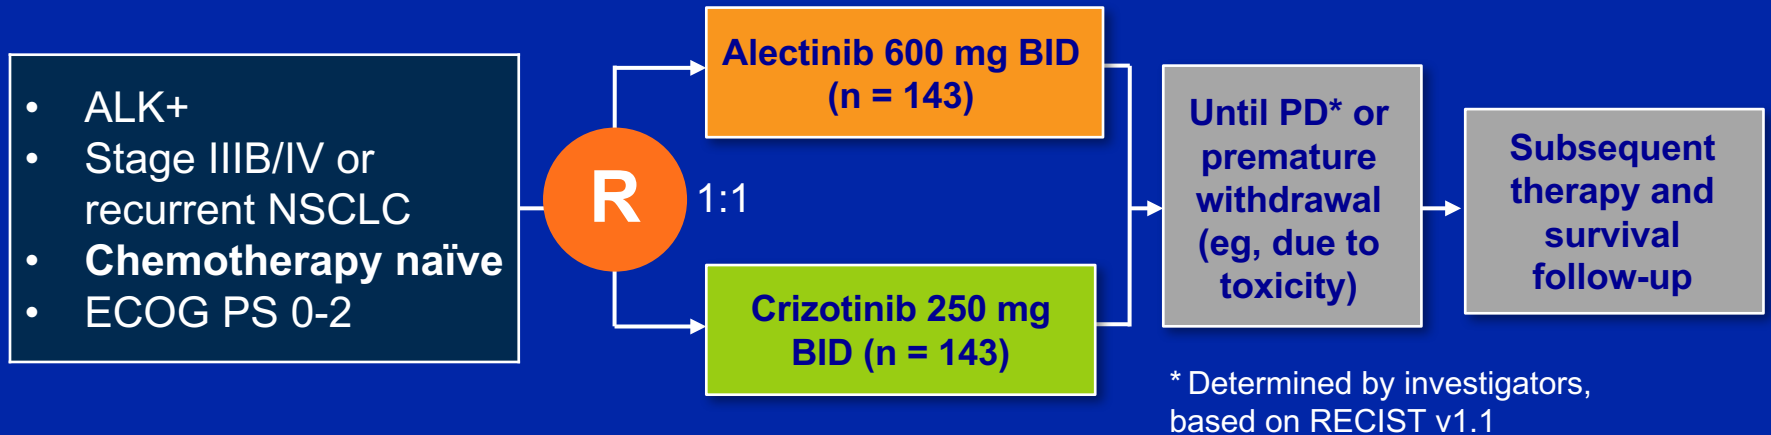 • ALK+
• Stage IIIB/IV or
recurrent NSCLC
• Chemotherapy naïve
• ECOG PS 0-2
R
1:1
Alectinib 600 mg BID
(n = 143)
Crizotinib 250 mg
BID (n = 143)
Until PD* or
premature
withdrawal
(eg, due to
toxicity)
Subsequent
therapy and
survival
follow-up
* Determined by investigators,
based on RECIST v1.1